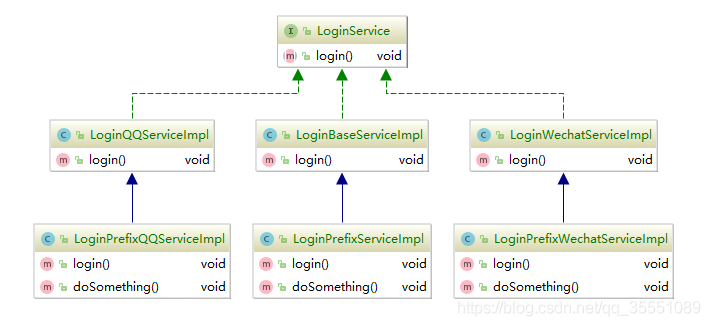 I LoginService
m login() void
C LoginQQServiceImpl
m login() void
C LoginBaseServiceImpl
m login() void
C LoginWechatServiceImpl
m login() void
C LoginPrefixQQServiceImpl
m login() void
m doSomething() void
C LoginPrefixServiceImpl
m login() void
m doSomething() void
C LoginPrefixWechatServiceImpl
m login() void
m doSomething() void
https://blog.csdn.net/qq_35551089